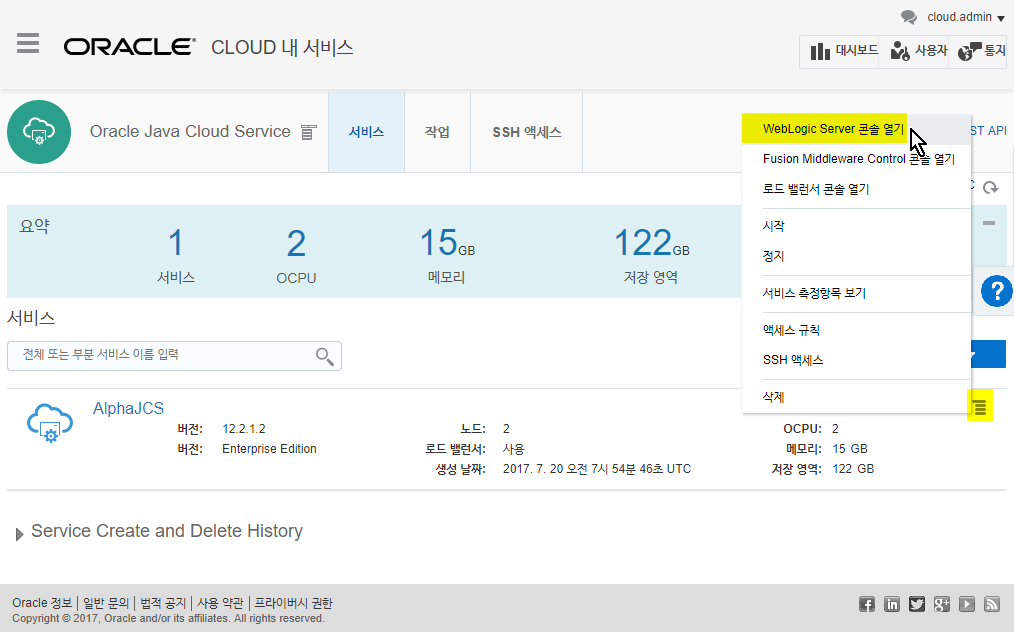 cloud.admin
ORACLE® CLOUD 내 서비스
대시보드 사용자 통지
Oracle Java Cloud Service 서비스 작업 SSH 액세스
ST API
WebLogic Server 콘솔 열기
Fusion Middleware Control 콘솔 열기
로드 밸런서 콘솔 열기
시작
정지
서비스 측정항목 보기
액세스 규칙
SSH 액세스
삭제
요약
1 2 15GB 122GB
서비스 OCPU 메모리 저장 영역
?
서비스
전체 또는 부분 서비스 이름 입력
AlphaJCS
버전: 12.2.1.2 노드: 2 OCPU: 2
버전: Enterprise Edition 로드 밸런서: 사용 메모리: 15 GB
생성 날짜: 2017. 7. 20 오전 7시 54분 46초 UTC 저장 영역: 122 GB
Service Create and Delete History
Oracle 정보 | 일반 문의 | 법적 공지 | 사용 약관 | 프라이버시 권한
Copyright © 2017, Oracle and/or its affiliates. All rights reserved.